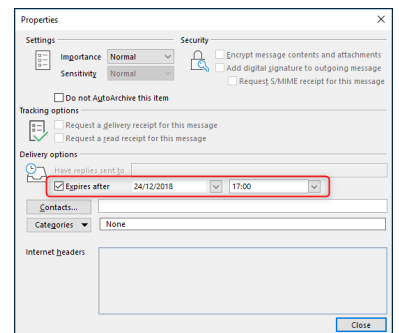 Properties
Settings
Security
Importance Normal
Encrypt message contents and attachments
Add digital signature to outgoing message
Sensitivity Normal
Request S/MIME receipt for this message
Do not AutoArchive this item
Tracking options
Request a delivery receipt for this message
Request a read receipt for this message
Delivery options
Have replies sent to
Expires after 24/12/2018 17:00
Contacts...
Categories None
Internet headers
Close